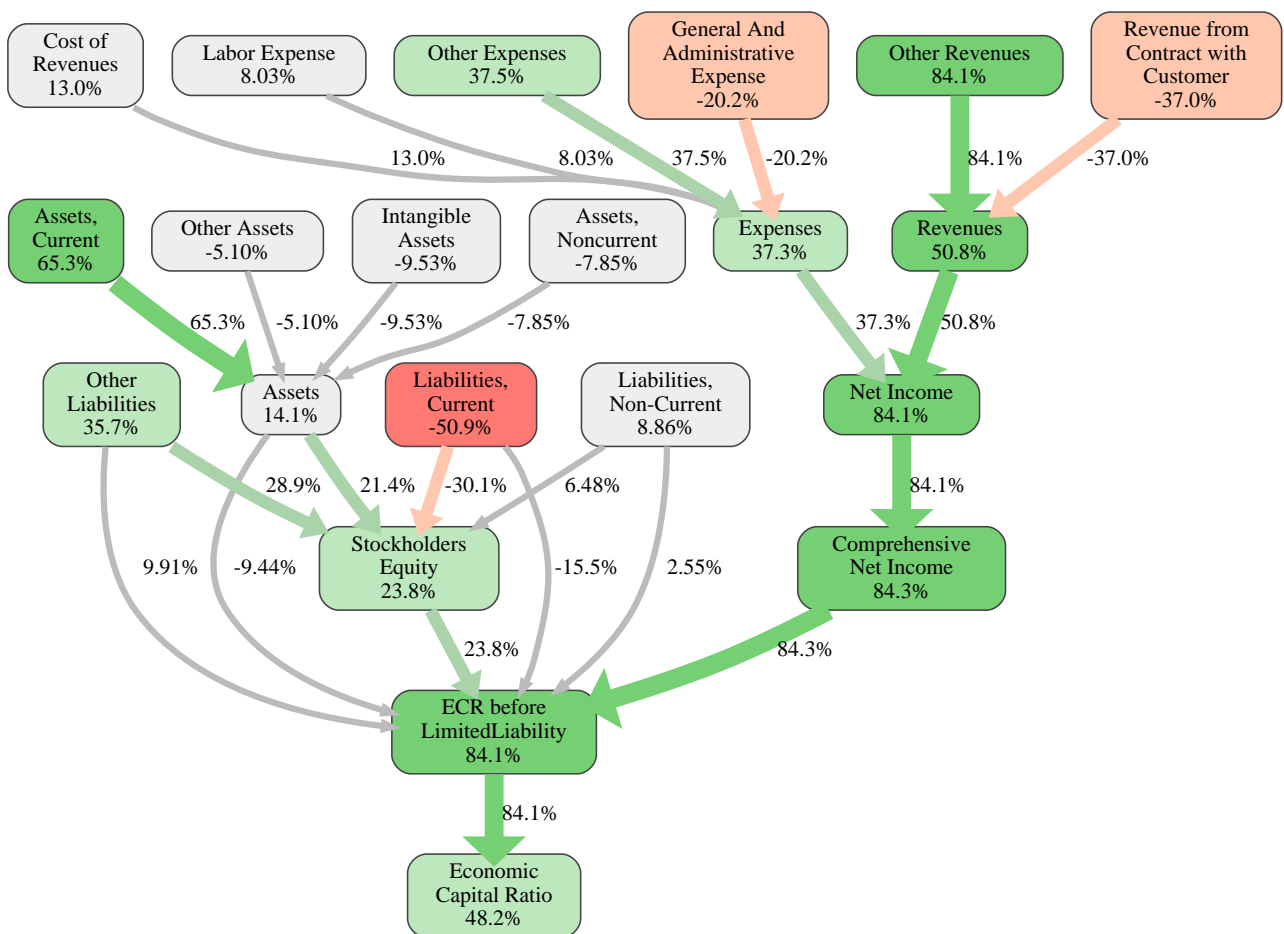 Cost of
Revenues
13.0%
Labor Expense
8.03%
Other Expenses
37.5%
General And
Administrative
Expense
-20.2%
Other Revenues
84.1%
Revenue from
Contract with
Customer
-37.0%
13.0%
8.03%
37.5%
-20.2%
84.1%
-37.0%
Assets,
Current
65.3%
Other Assets
-5.10%
Intangible
Assets
-9.53%
Assets,
Noncurrent
-7.85%
Expenses
37.3%
Revenues
50.8%
65.3%
-5.10%
-9.53%
-7.85%
37.3%
50.8%
Other
Liabilities
35.7%
Assets
14.1%
Liabilities,
Current
-50.9%
Liabilities,
Non-Current
8.86%
Net Income
84.1%
28.9%
21.4%
-30.1%
6.48%
84.1%
Stockholders
Equity
23.8%
Comprehensive
Net Income
84.3%
9.91%
-9.44%
-15.5%
2.55%
23.8%
84.3%
ECR before
LimitedLiability
84.1%
84.1%
Economic
Capital Ratio
48.2%